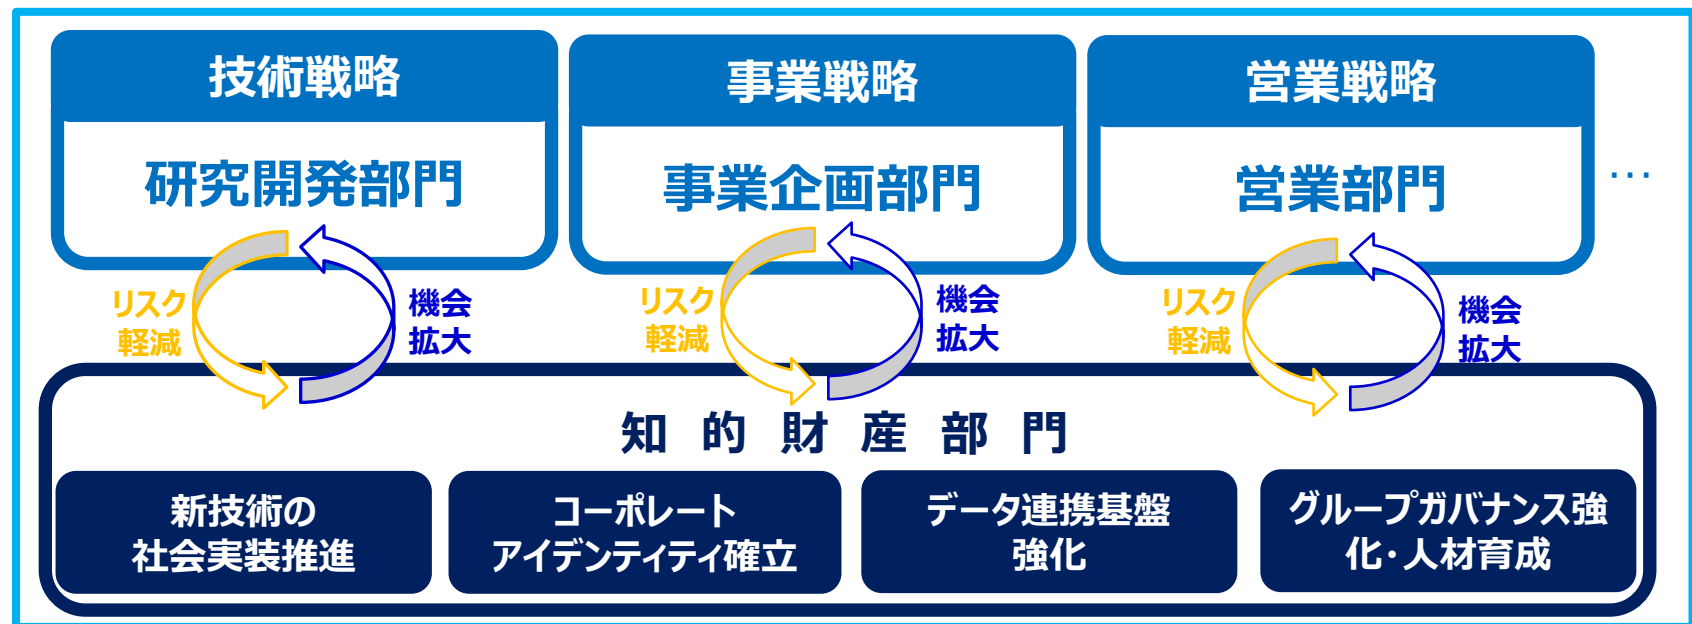 技術戦略
事業戦略
営業戦略
研究開発部門
事業企画部門
営業部門
…
リスク
軽減
機会
拡大
リスク
軽減
機会
拡大
リスク
軽減
機会
拡大
知的財産部門
新技術の
社会実装推進
コーポレート
アイデンティティ確立
データ連携基盤
強化
グループガバナンス強
化・人材育成